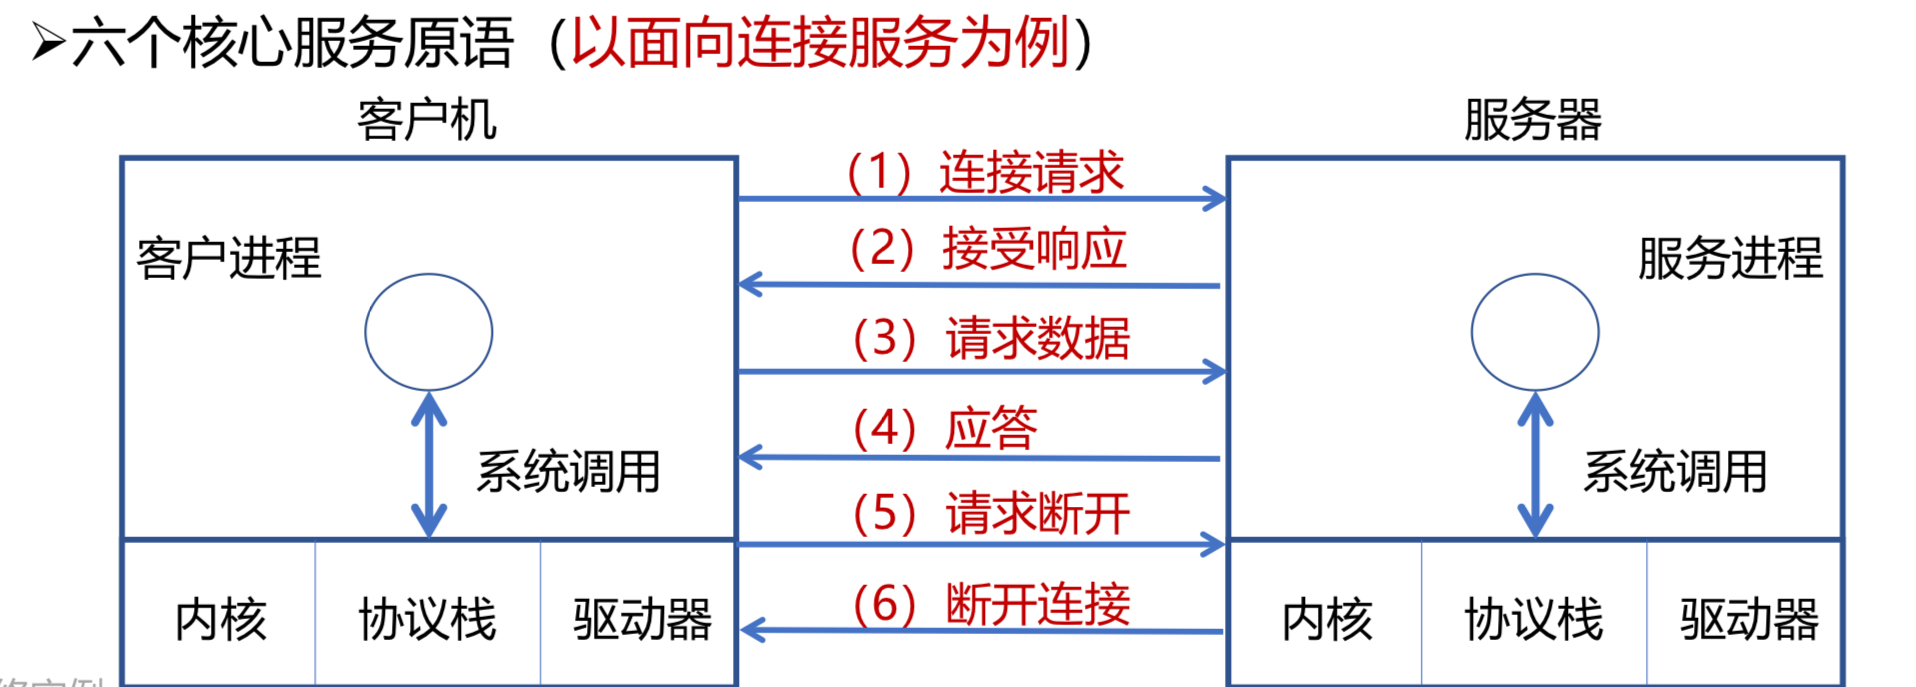 ➢六个核心服务原语（以面向连接服务为例）
客户机
服务器
（1）连接请求
（2）接受响应
客户进程
服务进程
（3）请求数据
（4）应答
系统调用
系统调用
（5）请求断开
（6）断开连接
内核 协议栈 驱动器
内核 协议栈 驱动器